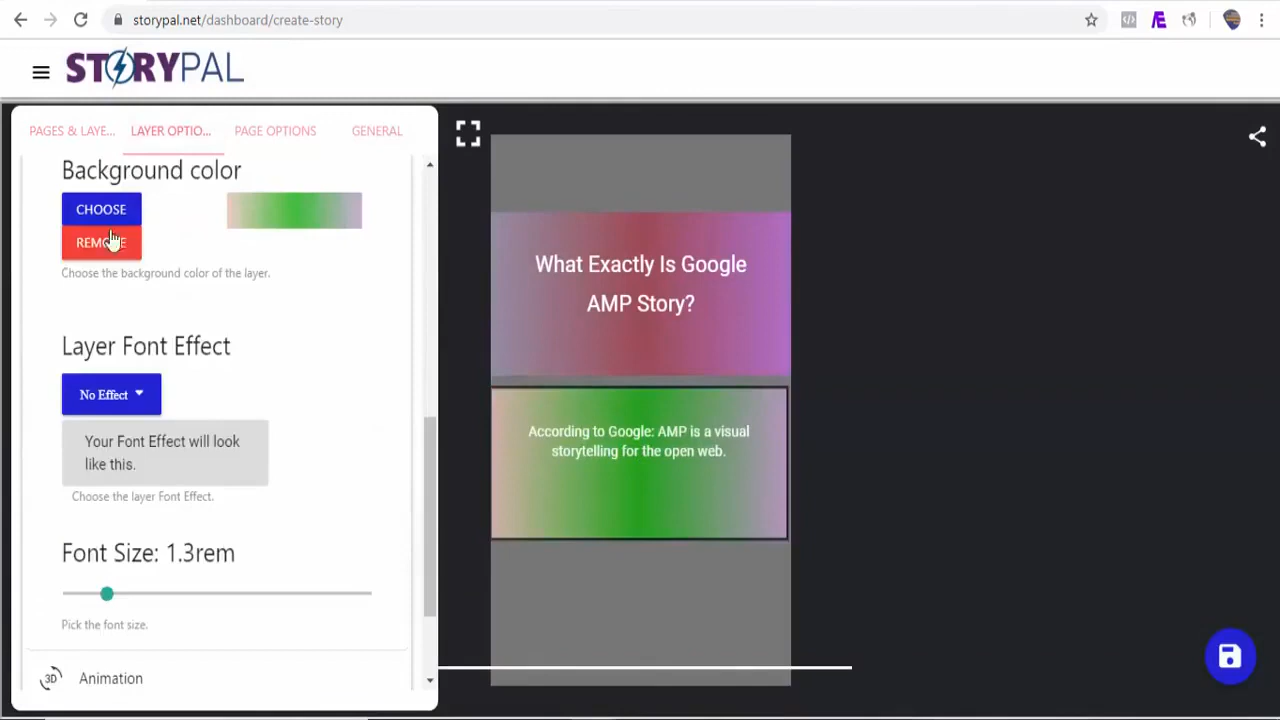 storypal.net/dashboard/create-story
STORYPAL
PAGES & LAYE...
LAYER OPTIO...
PAGE OPTIONS
GENERAL
Background color
CHOOSE
REMOVE
Choose the background color of the layer.
Layer Font Effect
No Effect
Your Font Effect will look
like this.
Choose the layer Font Effect.
Font Size: 1.3rem
Pick the font size.
3D
Animation
What Exactly Is Google
AMP Story?
According to Google: AMP is a visual
storytelling for the open web.